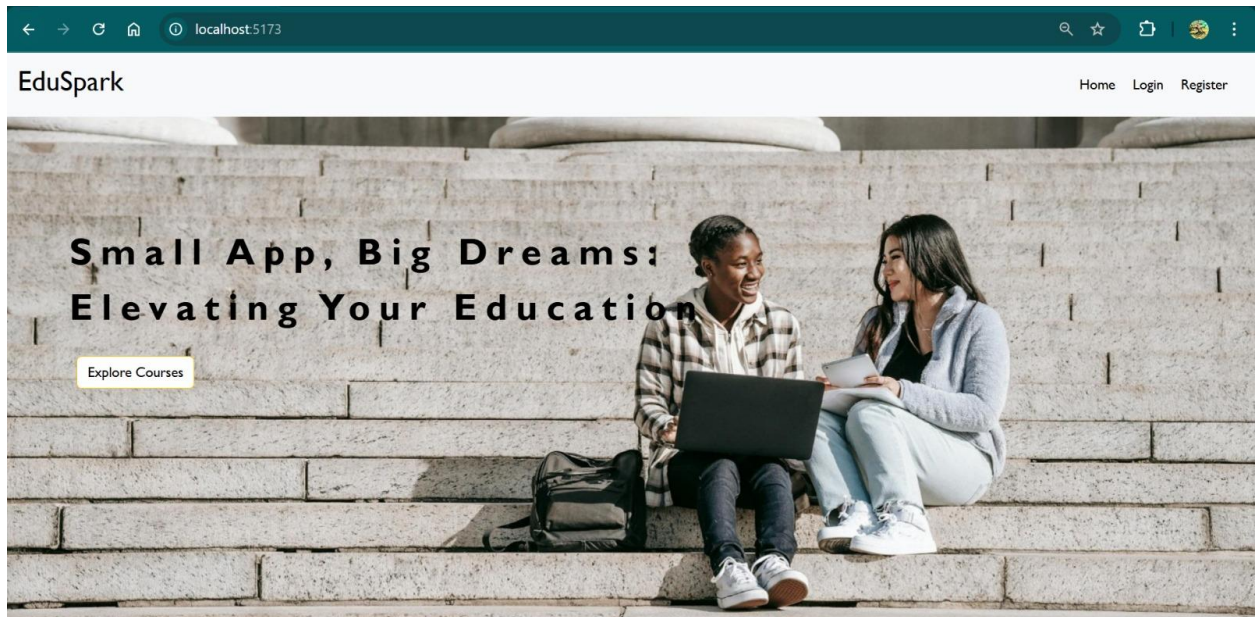 localhost:5173
EduSpark
Home Login Register
Small App, Big Dreams:
Elevating Your Education
Explore Courses